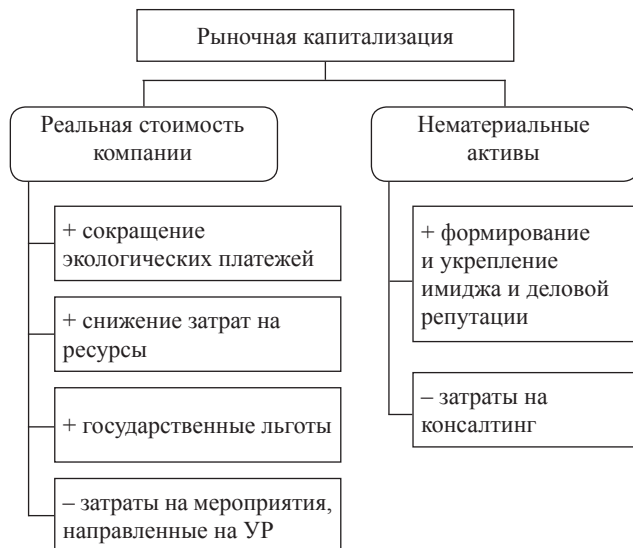 Рыночная капитализация
Реальная стоимость
компании
+ сокращение
экологических платежей
+ снижение затрат на
ресурсы
+ государственные льготы
– затраты на мероприятия,
направленные на УР
Нематериальные
активы
+ формирование
и укрепление
имиджа и деловой
репутации
– затраты на
консалтинг